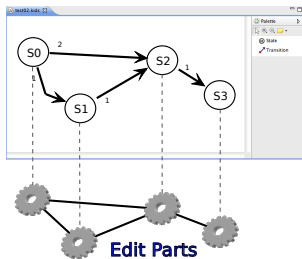 test02.kids
Palette
State
Transition
S0
2
S2
1
1
S1
1
S3
Edit Parts